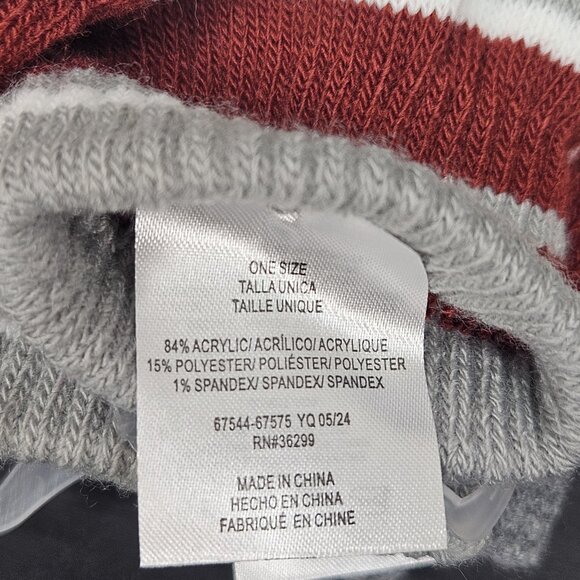 ONE SIZE
TALLA UNICA
TAILLE UNIQUE
84% ACRYLIC/ ACRÍLICO/ ACRYLIQUE
15% POLYESTER/ POLIÉSTER/ POLYESTER
1% SPANDEX/ SPANDEX/ SPANDEX
67544-67575 YQ 05/24
RN#36299
MADE IN CHINA
HECHO EN CHINA
FABRIQUÉ EN CHINE